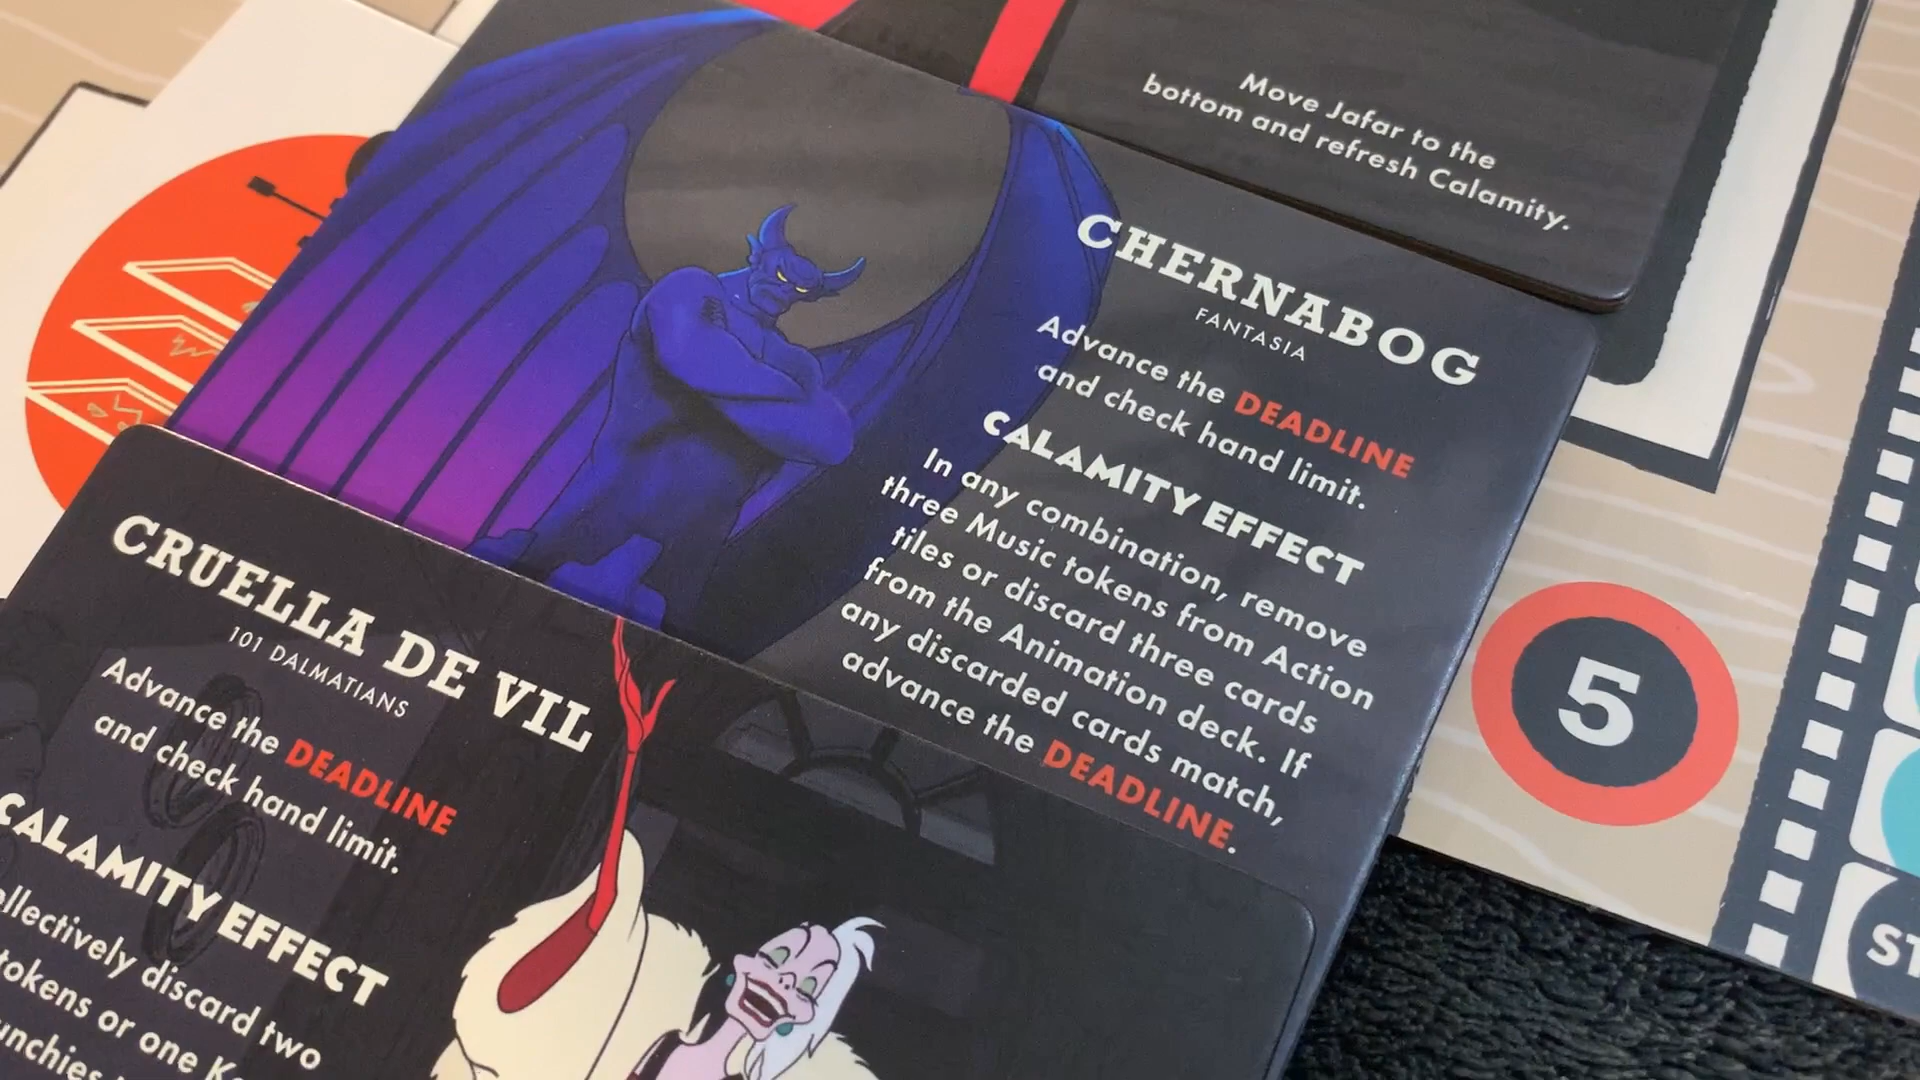 Move Jafar to the
bottom and refresh Calamity.
CHERNABOG
FANTASIA
Advance the DEADLINE
and check hand limit.
CALAMITY EFFECT
In any combination, remove
three Music tokens from Action
tiles or discard three cards
from the Animation deck. If
any discarded cards match,
advance the DEADLINE.
CRUELLA DE VIL
101 DALMATIANS
Advance the DEADLINE
and check hand limit.
CALAMITY EFFECT
discard two
tokens or one
5